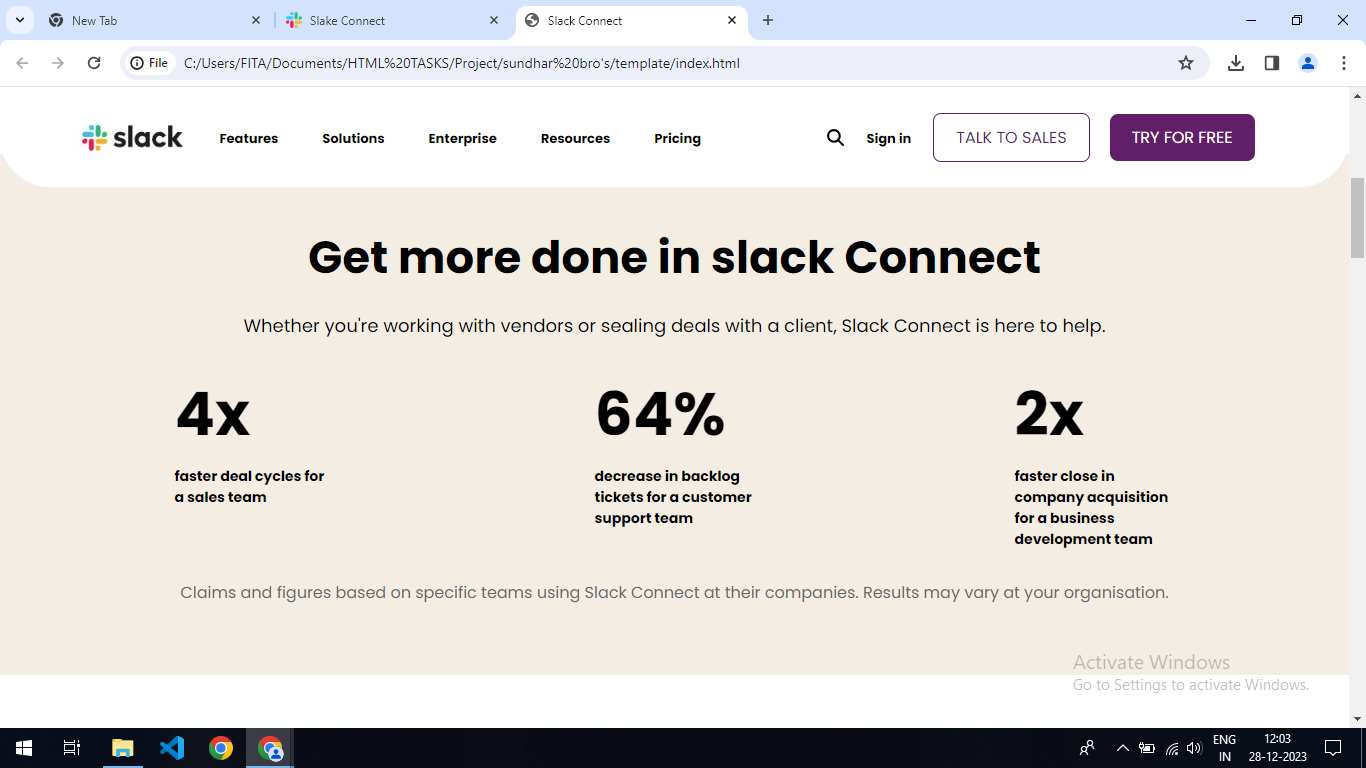 New Tab
Slake Connect
Slack Connect
File
C:/Users/FITA/Documents/HTML%20TASKS/Project/sundhar%20bro's/template/index.html
slack
Features
Solutions
Enterprise
Resources
Pricing
Sign in
TALK TO SALES
TRY FOR FREE
Get more done in slack Connect
Whether you're working with vendors or sealing deals with a client, Slack Connect is here to help.
4x
faster deal cycles for
a sales team
64%
decrease in backlog
tickets for a customer
support team
2x
faster close in
company acquisition
for a business
development team
Claims and figures based on specific teams using Slack Connect at their companies. Results may vary at your organisation.
Activate Windows
Go to Settings to activate Windows.
ENG
IN
12:03
28-12-2023